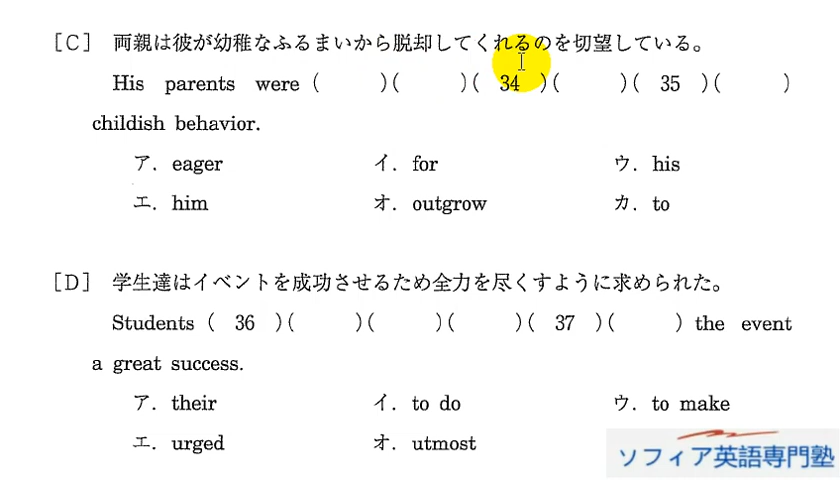 ［C］ 両親は彼が幼稚なふるまいから脱却してくれるのを切望している。
His parents were (　　)(　　)( 34 )(　　)( 35 )(　　)
childish behavior.
ア．eager　イ．for　ウ．his
エ．him　オ．outgrow　カ．to
［D］ 学生達はイベントを成功させるため全力を尽くすように求められた。
Students ( 36 )(　　)(　　)(　　)( 37 )(　　) the event
a great success.
ア．their　イ．to do　ウ．to make
エ．urged　オ．utmost
ソフィア英語専門塾